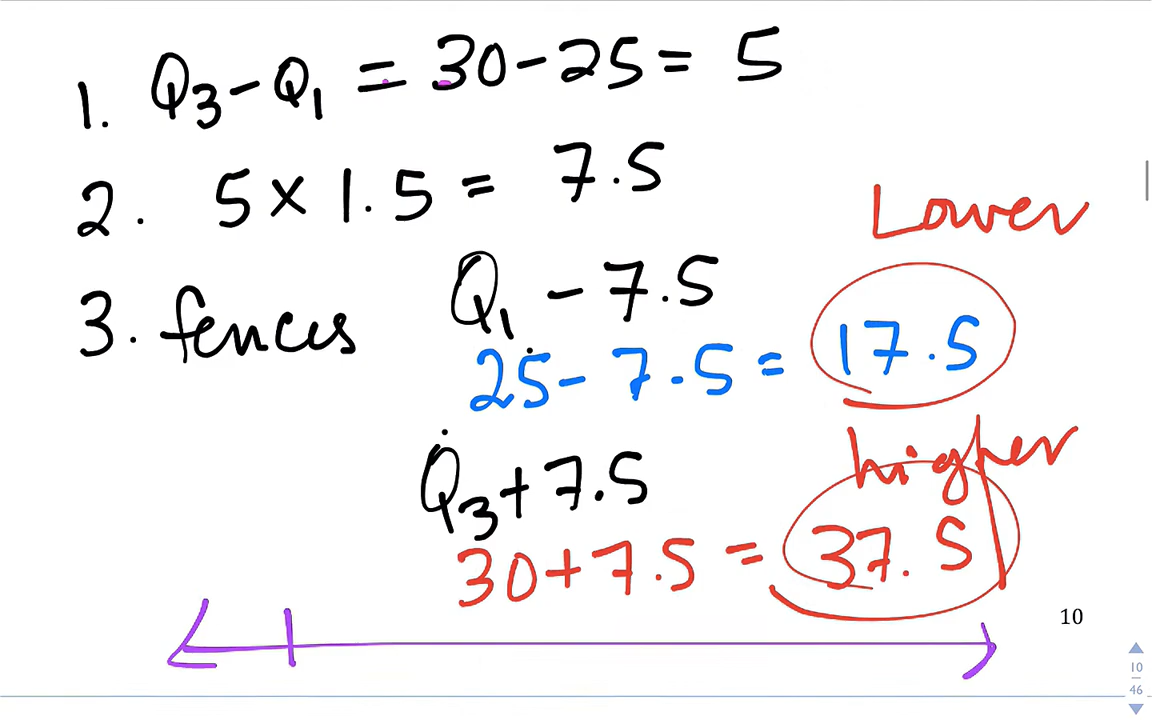 1. Q3 - Q1 = 30 - 25 = 5
2. 5 × 1.5 = 7.5
Lower
3. fences Q1 - 7.5
25 - 7.5 = 17.5
higher
Q3 + 7.5
30 + 7.5 = 37.5
10
10
46